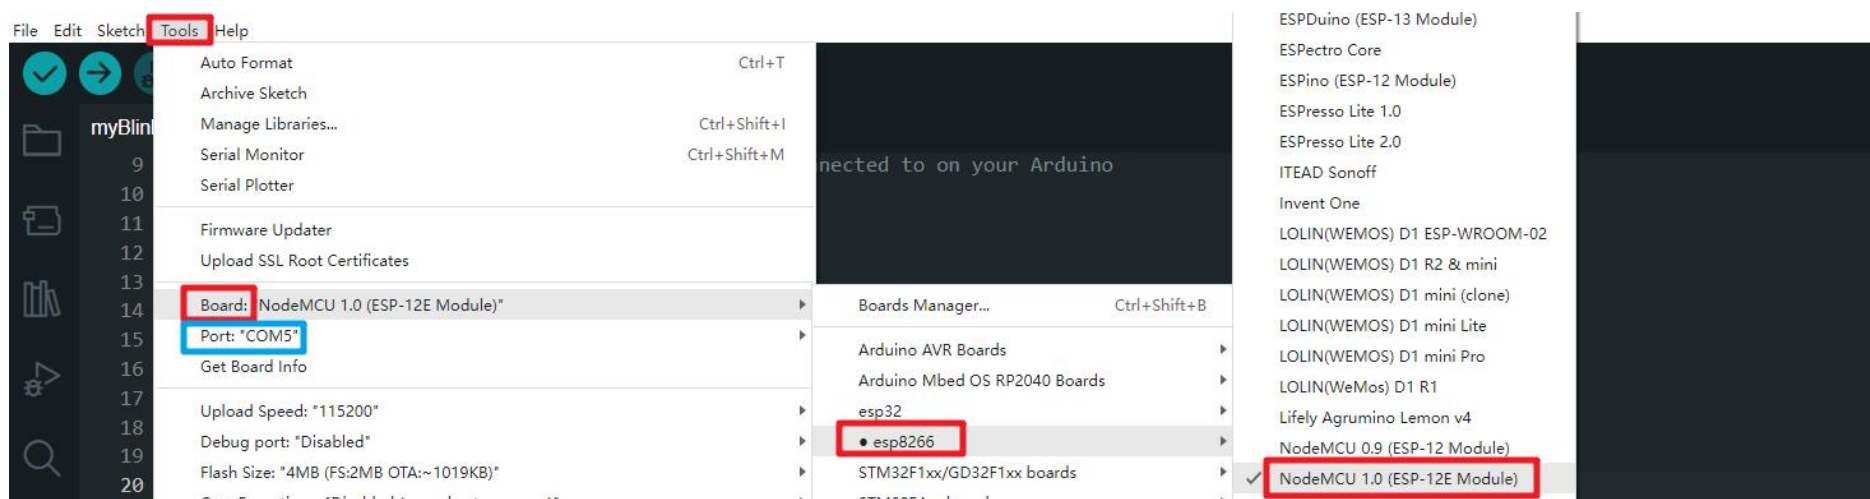 File Edit Sketch Tools Help
Auto Format Ctrl+T
Archive Sketch
Manage Libraries... Ctrl+Shift+I
Serial Monitor Ctrl+Shift+M
Serial Plotter
Firmware Updater
Upload SSL Root Certificates
Board: "NodeMCU 1.0 (ESP-12E Module)"
Port: "COM5"
Get Board Info
Upload Speed: "115200"
Debug port: "Disabled"
Flash Size: "4MB (FS:2MB OTA:~1019KB)"
myBlin
9
10
11
12
13
14
15
16
17
18
19
20
nected to on your Arduino
Boards Manager... Ctrl+Shift+B
Arduino AVR Boards
Arduino Mbed OS RP2040 Boards
esp32
● esp8266
STM32F1xx/GD32F1xx boards
ESPDuino (ESP-13 Module)
ESPectro Core
ESPino (ESP-12 Module)
ESPresso Lite 1.0
ESPresso Lite 2.0
ITEAD Sonoff
Invent One
LOLIN(WEMOS) D1 ESP-WROOM-02
LOLIN(WEMOS) D1 R2 & mini
LOLIN(WEMOS) D1 mini (clone)
LOLIN(WEMOS) D1 mini Lite
LOLIN(WEMOS) D1 mini Pro
LOLIN(WeMos) D1 R1
Lifely Agrumino Lemon v4
NodeMCU 0.9 (ESP-12 Module)
✓ NodeMCU 1.0 (ESP-12E Module)